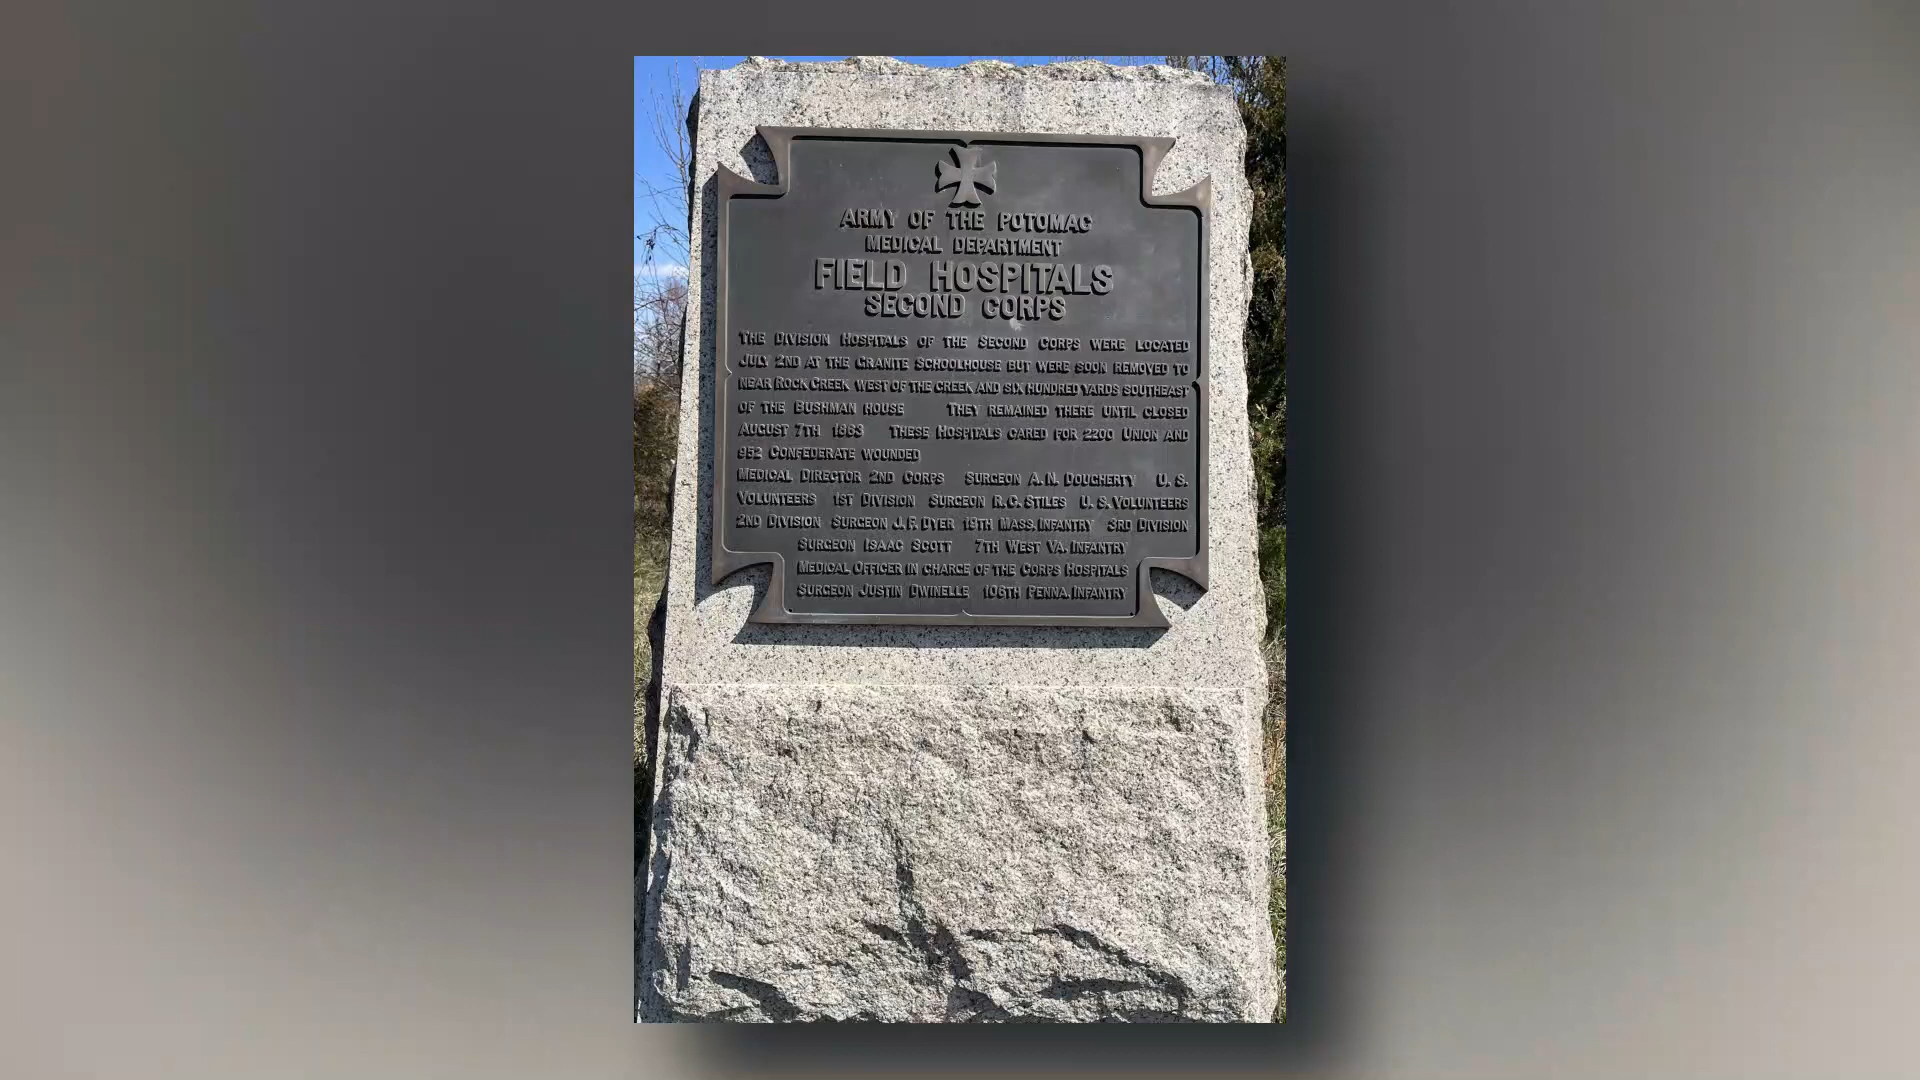 ARMY OF THE POTOMAC
MEDICAL DEPARTMENT
FIELD HOSPITALS
SECOND CORPS
THE DIVISION HOSPITALS OF THE SECOND CORPS WERE LOCATED
JULY 2ND AT THE GRANITE SCHOOLHOUSE BUT WERE SOON REMOVED TO
NEAR ROCK CREEK WEST OF THE CREEK AND SIX HUNDRED YARDS SOUTHEAST
OF THE BUSHMAN HOUSE THEY REMAINED THERE UNTIL CLOSED
AUGUST 7TH 1863 THESE HOSPITALS CARED FOR 2200 UNION AND
952 CONFEDERATE WOUNDED
MEDICAL DIRECTOR 2ND CORPS SURGEON A. N. DOUGHERTY U. S.
VOLUNTEERS 1ST DIVISION SURGEON R. C. STILES U. S. VOLUNTEERS
2ND DIVISION SURGEON J. F. DYER 19TH MASS. INFANTRY 3RD DIVISION
SURGEON ISAAC SCOTT 7TH WEST VA. INFANTRY
MEDICAL OFFICER IN CHARGE OF THE CORPS HOSPITALS
SURGEON JUSTIN DWINELLE 106TH PENNA. INFANTRY